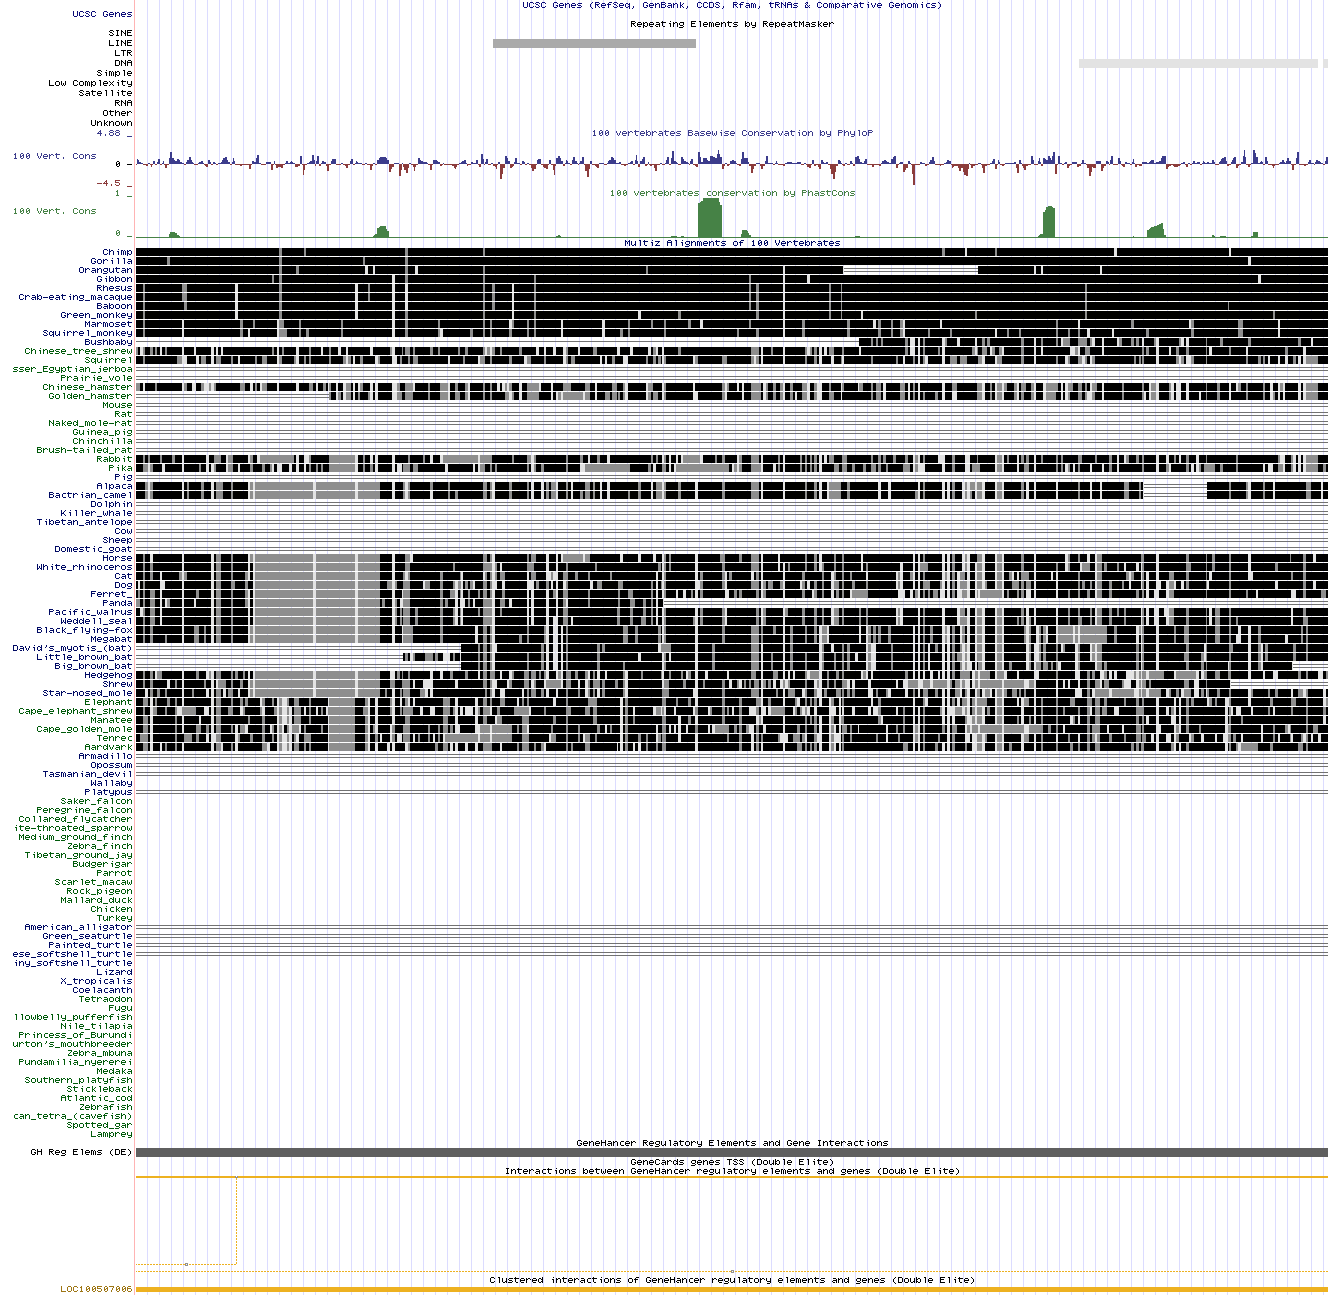 UCSC Genes (RefSeq, GenBank, CCDS, Rfam, tRNAs & Comparative Genomics)
UCSC Genes
Repeating Elements by RepeatMasker
SINE
LINE
LTR
DNA
Simple
Low Complexity
Satellite
RNA
Other
Unknown
4.88 _
100 vertebrates Basewise Conservation by PhyloP
100 Vert. Cons
0 -
-4.5 _
100 vertebrates conservation by PhastCons
1 _
100 Vert. Cons
0 _
Multiz Alignments of 100 Vertebrates
Chimp
Gorilla
Orangutan
Gibbon
Rhesus
Crab-eating_macaque
Baboon
Green_monkey
Marmoset
Squirrel_monkey
Bushbaby
Chinese_tree_shrew
Squirrel
sser_Egyptian_jerboa
Prairie_vole
Chinese_hamster
Golden_hamster
Mouse
Rat
Naked_mole-rat
Guinea_pig
Chinchilla
Brush-tailed_rat
Rabbit
Pika
Pig
Alpaca
Bactrian_camel
Dolphin
Killer_whale
Tibetan_antelope
Cow
Sheep
Domestic_goat
Horse
White_rhinoceros
Cat
Dog
Ferret_
Panda
Pacific_walrus
Weddell_seal
Black_flying-fox
Megabat
David's_myotis_(bat)
Little_brown_bat
Big_brown_bat
Hedgehog
Shrew
Star-nosed_mole
Elephant
Cape_elephant_shrew
Manatee
Cape_golden_mole
Tenrec
Aardvark
Armadillo
Opossum
Tasmanian_devil
Wallaby
Platypus
Saker_falcon
Peregrine_falcon
Collared_flycatcher
ite-throated_sparrow
Medium_ground_finch
Zebra_finch
Tibetan_ground_jay
Budgerigar
Parrot
Scarlet_macaw
Rock_pigeon
Mallard_duck
Chicken
Turkey
American_alligator
Green_seaturtle
Painted_turtle
ese_softshell_turtle
iny_softshell_turtle
Lizard
X_tropicalis
Coelacanth
Tetraodon
Fugu
llowbelly_pufferfish
Nile_tilapia
Princess_of_Burundi
urton's_mouthbreeder
Zebra_mbuna
Pundamilia_nyererei
Medaka
Southern_platyfish
Stickleback
Atlantic_cod
Zebrafish
can_tetra_(cavefish)
Spotted_gar
Lamprey
GeneHancer Regulatory Elements and Gene Interactions
GH Reg Elems (DE)
GeneCards genes TSS (Double Elite)
Interactions between GeneHancer regulatory elements and genes (Double Elite)
Clustered interactions of GeneHancer regulatory elements and genes (Double Elite)
LOC100507006